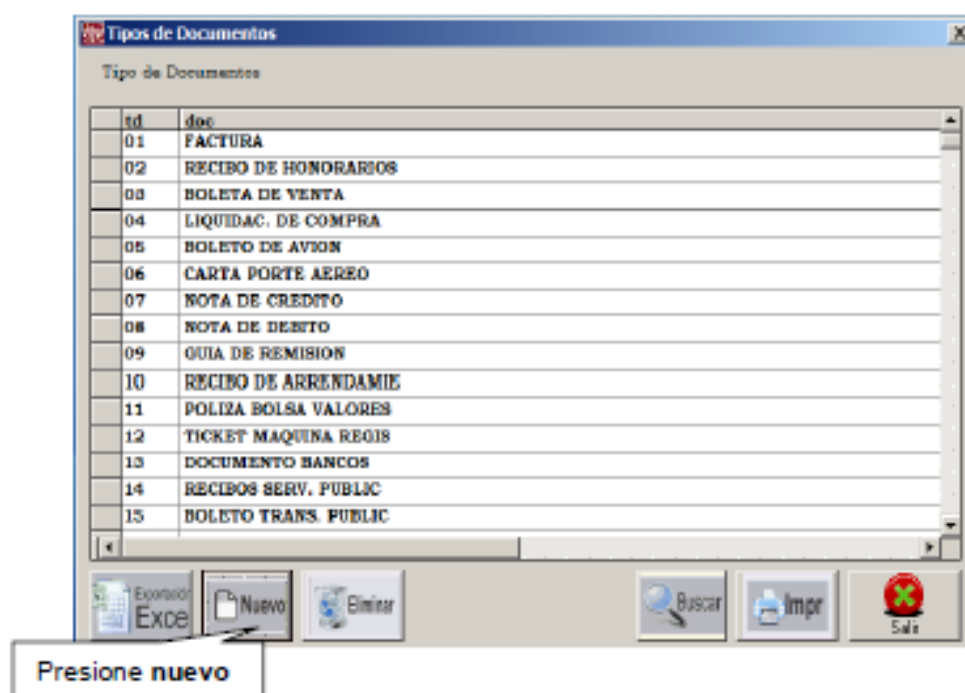 Tipos de Documentos
Tipo de Documentos
td doc
01 FACTURA
02 RECIBO DE HONORARIOS
03 BOLETA DE VENTA
04 LIQUIDAC. DE COMPRA
05 BOLETO DE AVION
06 CARTA PORTE AEREO
07 NOTA DE CREDITO
08 NOTA DE DEBITO
09 GUIA DE REMISION
10 RECIBO DE ARRENDAMIE
11 POLIZA BOLSA VALORES
12 TICKET MAQUINA REGIS
13 DOCUMENTO BANCOS
14 RECIBOS SERV. PUBLIC
15 BOLETO TRANS. PUBLIC
Exportación
Excel Nuevo Eliminar Buscar Impr Salir
Presione nuevo